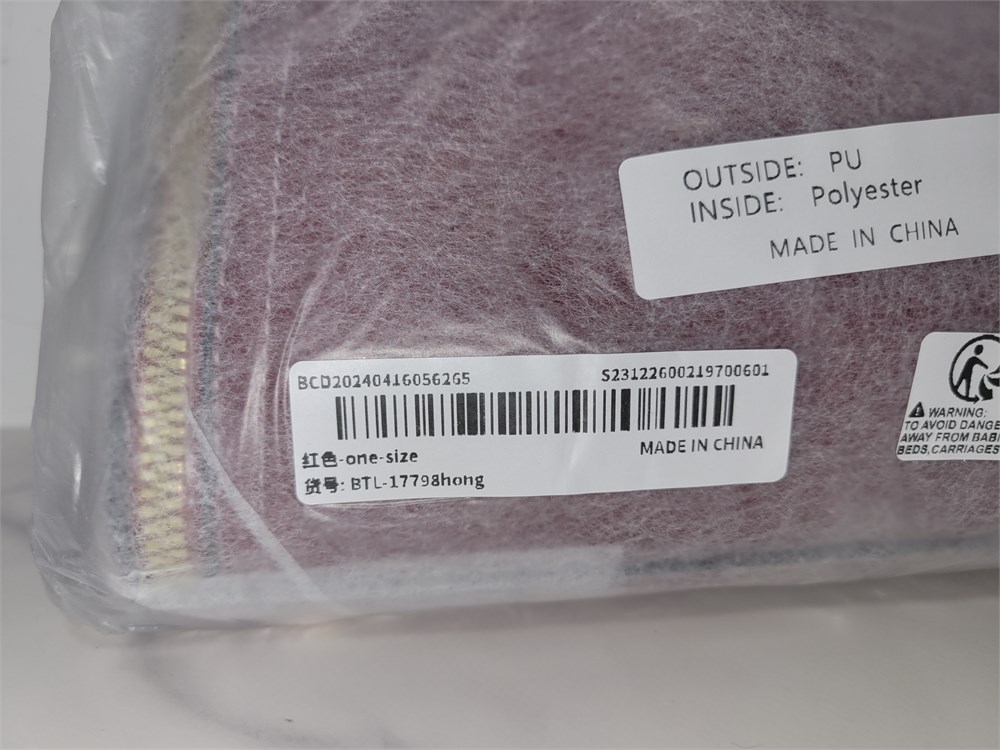 OUTSIDE: PU
INSIDE: Polyester
MADE IN CHINA
BCD20240416056265
S23122600219700601
MADE IN CHINA
红色-one-size
货号: BTL-17798hong
WARNING:
TO AVOID DANGE
AWAY FROM BABI
BEDS, CARRIAGES